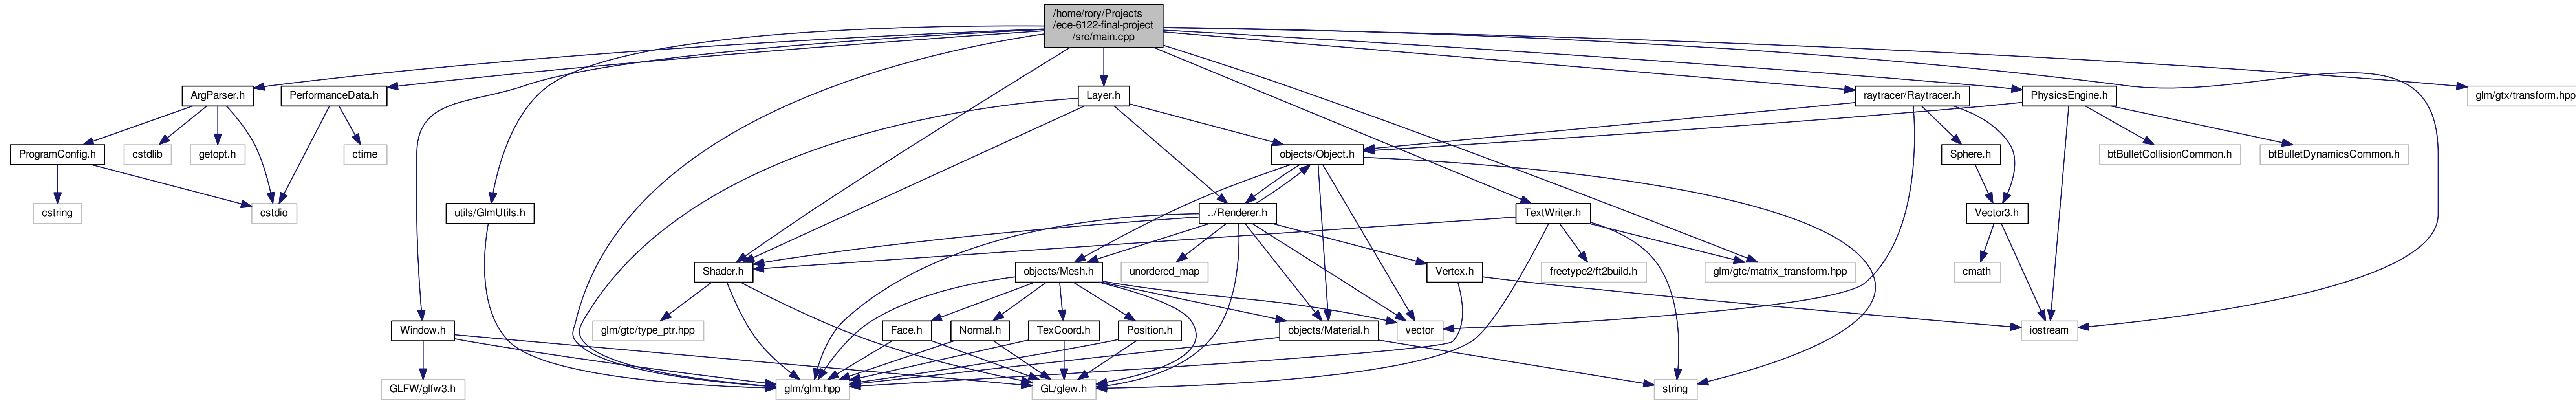 /home/rory/Projects
/ece-6122-final-project
/src/main.cpp
ArgParser.h
PerformanceData.h
Layer.h
raytracer/Raytracer.h
PhysicsEngine.h
glm/gtx/transform.hpp
ProgramConfig.h
cstdlib
getopt.h
ctime
objects/Object.h
Sphere.h
btBulletCollisionCommon.h
btBulletDynamicsCommon.h
cstring
cstdio
utils/GlmUtils.h
../Renderer.h
TextWriter.h
Vector3.h
Shader.h
objects/Mesh.h
unordered_map
Vertex.h
freetype2/ft2build.h
glm/gtc/matrix_transform.hpp
cmath
Window.h
glm/gtc/type_ptr.hpp
Face.h
Normal.h
TexCoord.h
Position.h
objects/Material.h
vector
iostream
GLFW/glfw3.h
glm/glm.hpp
GL/glew.h
string